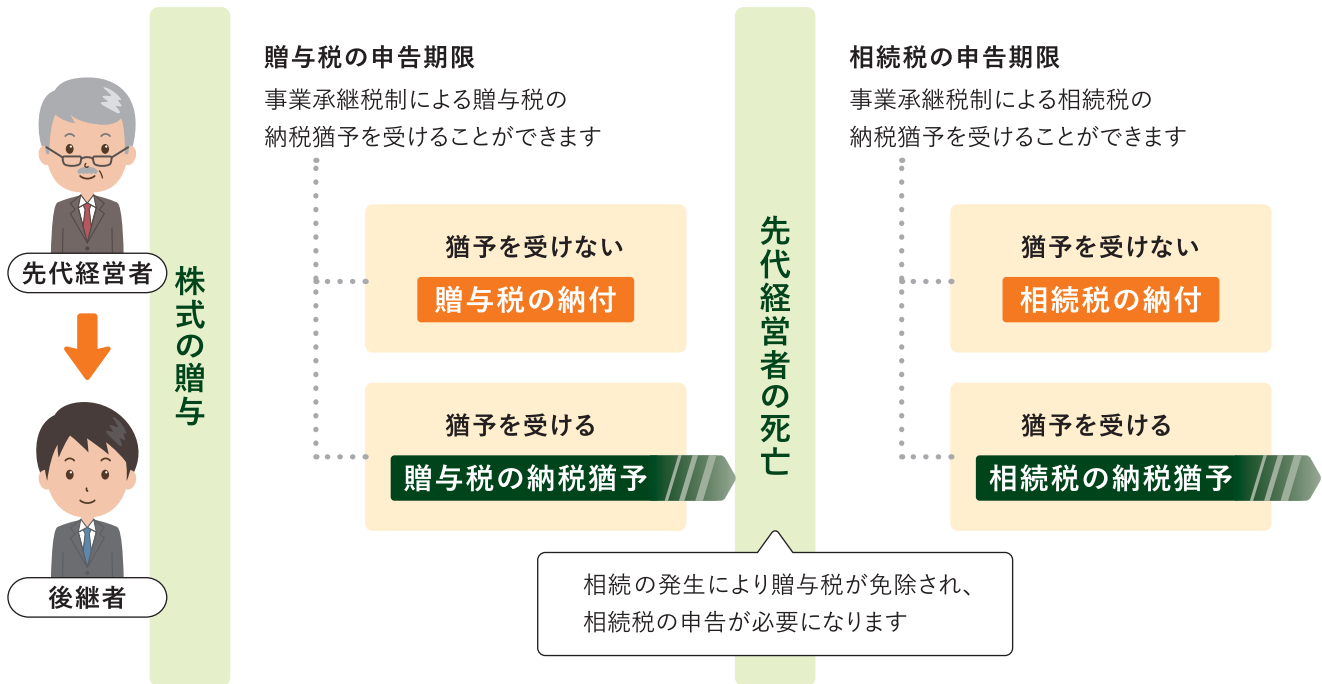 先代経営者
後継者
株式の贈与
贈与税の申告期限
事業承継税制による贈与税の
納税猶予を受けることができます
猶予を受けない
贈与税の納付
猶予を受ける
贈与税の納税猶予
先代経営者の死亡
相続の発生により贈与税が免除され、
相続税の申告が必要になります
相続税の申告期限
事業承継税制による相続税の
納税猶予を受けることができます
猶予を受けない
相続税の納付
猶予を受ける
相続税の納税猶予